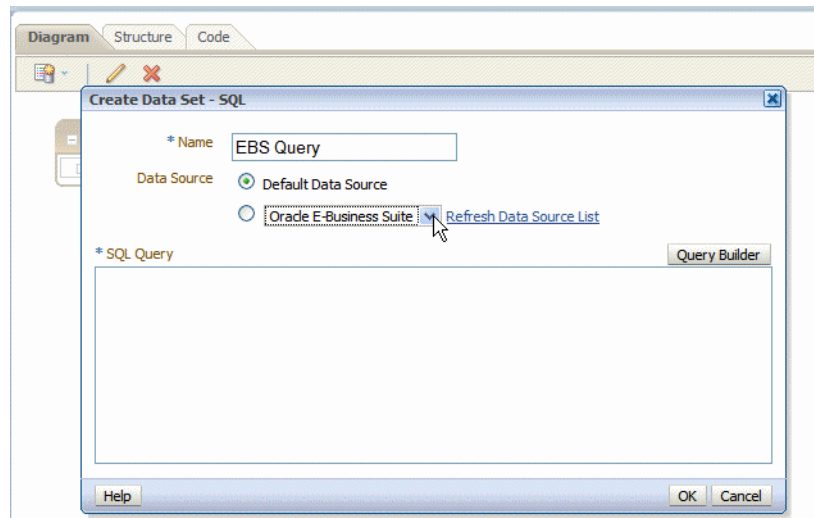 Diagram Structure Code
Create Data Set - SQL
* Name EBS Query
Data Source Default Data Source
Oracle E-Business Suite Refresh Data Source List
* SQL Query Query Builder
Help OK Cancel